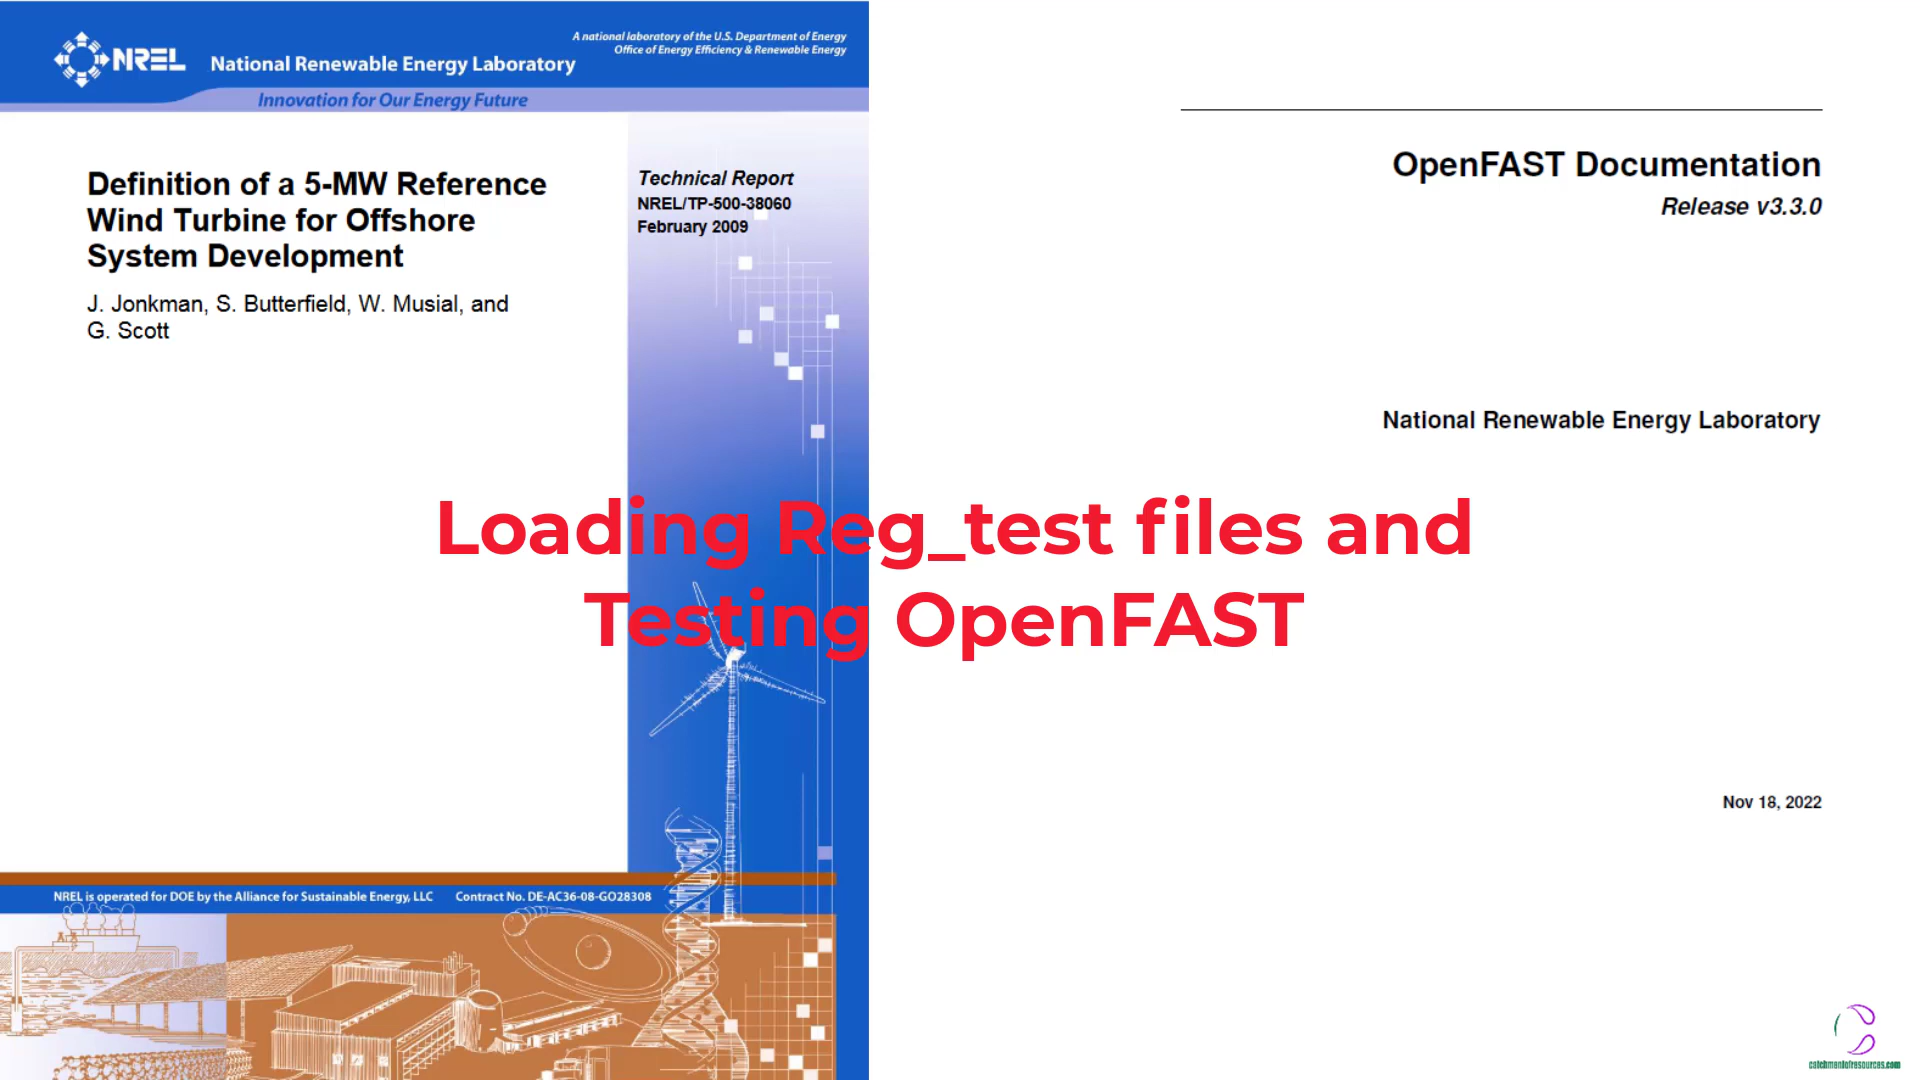 NREL
National Renewable Energy Laboratory
A national laboratory of the U.S. Department of Energy
Office of Energy Efficiency & Renewable Energy
Innovation for Our Energy Future
Definition of a 5-MW Reference
Wind Turbine for Offshore
System Development
J. Jonkman, S. Butterfield, W. Musial, and
G. Scott
Technical Report
NREL/TP-500-38060
February 2009
OpenFAST Documentation
Release v3.3.0
National Renewable Energy Laboratory
Loading Reg_test files and
Testing OpenFAST
Nov 18, 2022
NREL is operated for DOE by the Alliance for Sustainable Energy, LLC Contract No. DE-AC36-08-GO28308
catchmentofresources.com